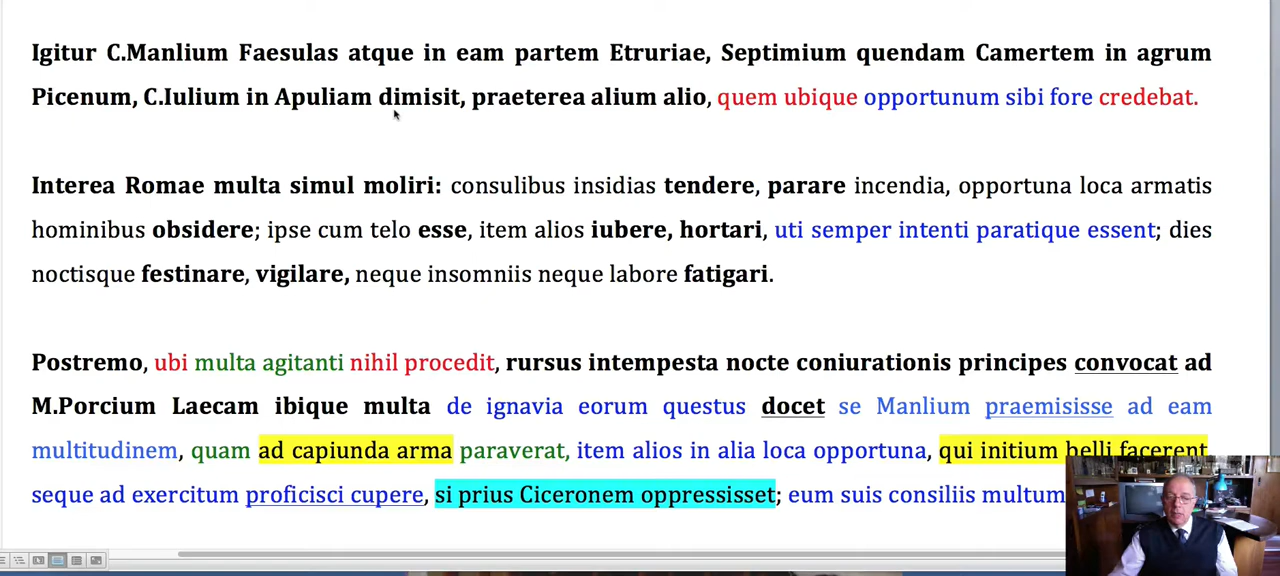 Igitur C.Manlium Faesulas atque in eam partem Etruriae, Septimium quendam Camertem in agrum
Picenum, C.Iulium in Apuliam dimisit, praeterea alium alio, quem ubique opportunum sibi fore credebat.
Interea Romae multa simul moliri: consulibus insidias tendere, parare incendia, opportuna loca armatis
hominibus obsidere; ipse cum telo esse, item alios iubere, hortari, uti semper intenti paratique essent; dies
noctisque festinare, vigilare, neque insomniis neque labore fatigari.
Postremo, ubi multa agitanti nihil procedit, rursus intempesta nocte coniurationis principes convocat ad
M.Porcium Laecam ibique multa de ignavia eorum questus docet se Manlium praemisisse ad eam
multitudinem, quam ad capiunda arma paraverat, item alios in alia loca opportuna, qui initium belli facerent
seque ad exercitum proficisci cupere, si prius Ciceronem oppressisset; eum suis consiliis multum